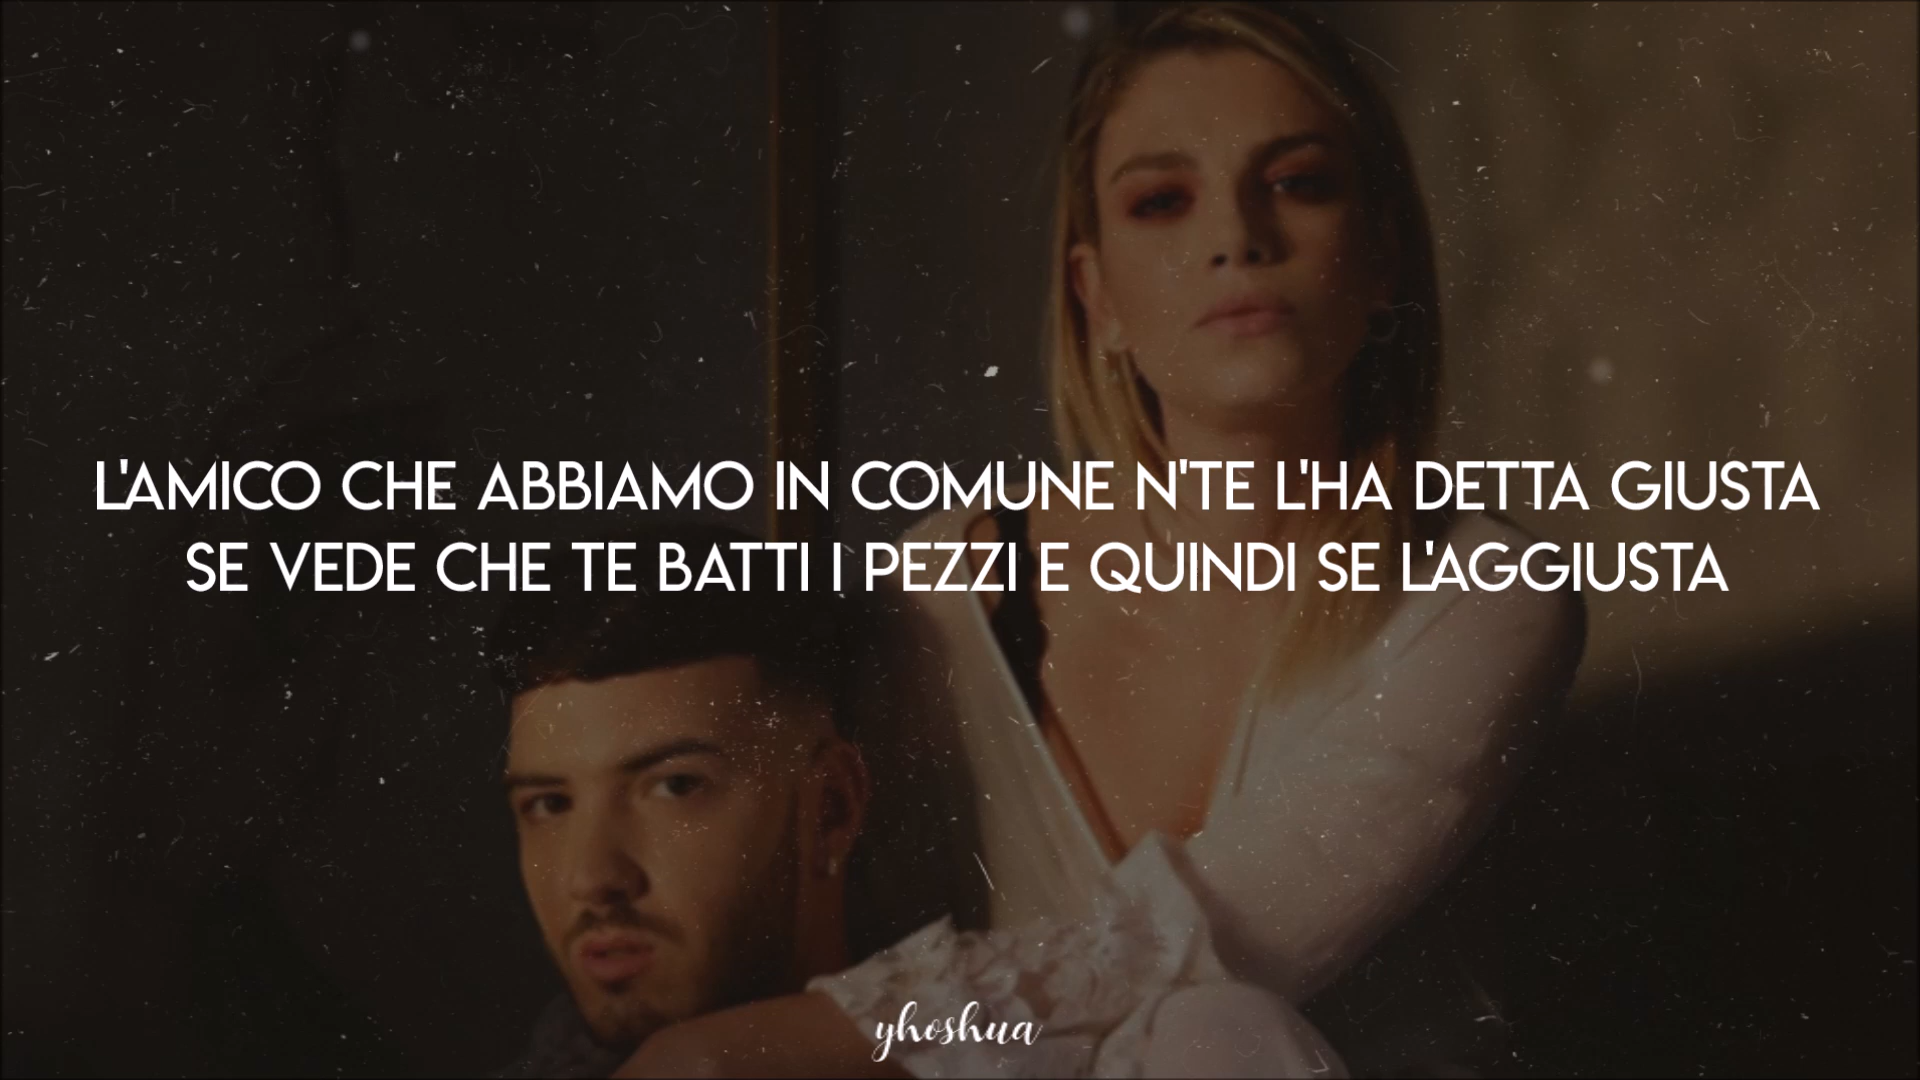 L'AMICO CHE ABBIAMO IN COMUNE N'TE L'HA DETTA GIUSTA
SE VEDE CHE TE BATTI I PEZZI E QUINDI SE L'AGGIUSTA
yhoshua